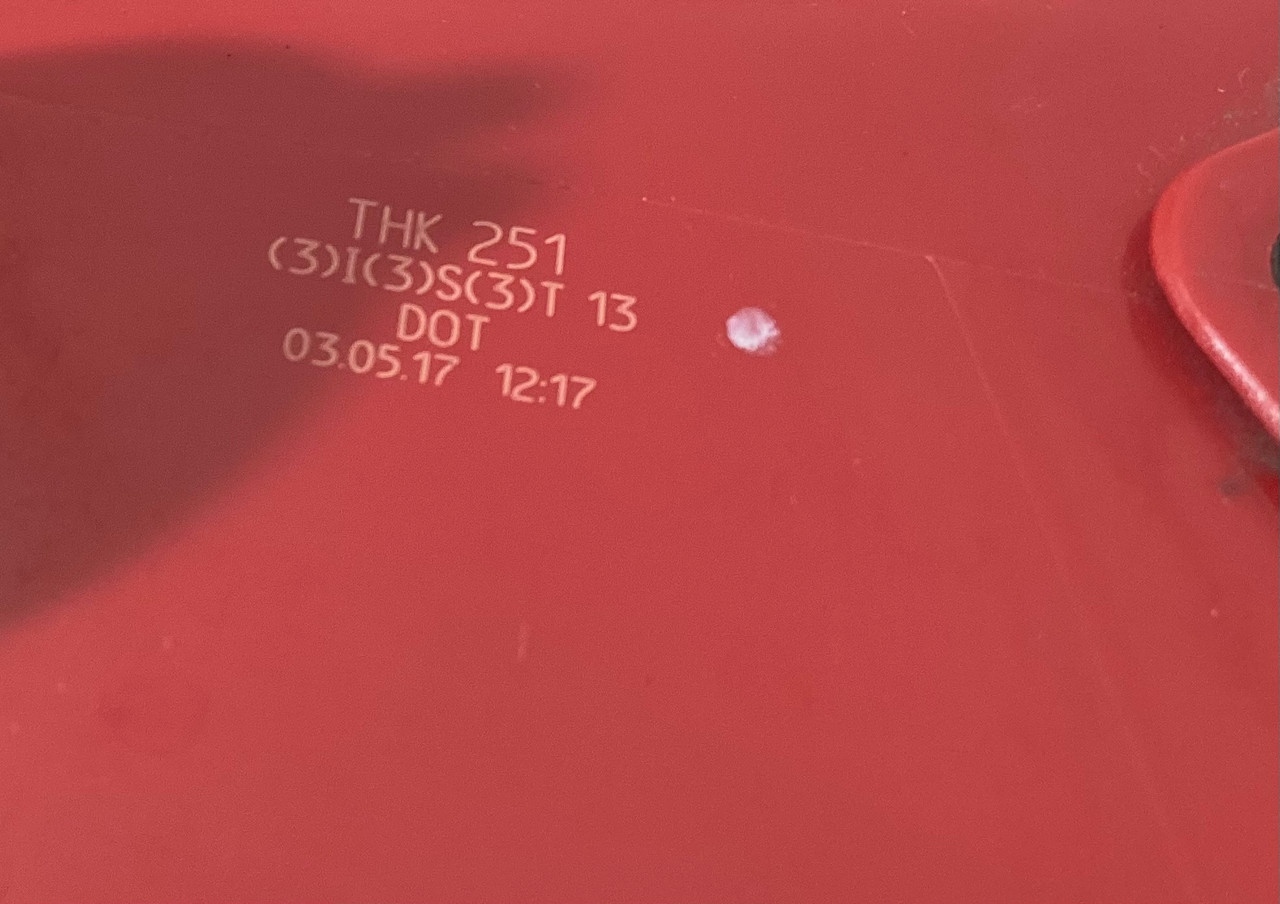 THK 251
(3)I(3)S(3)T 13
DOT
03.05.17 12:17